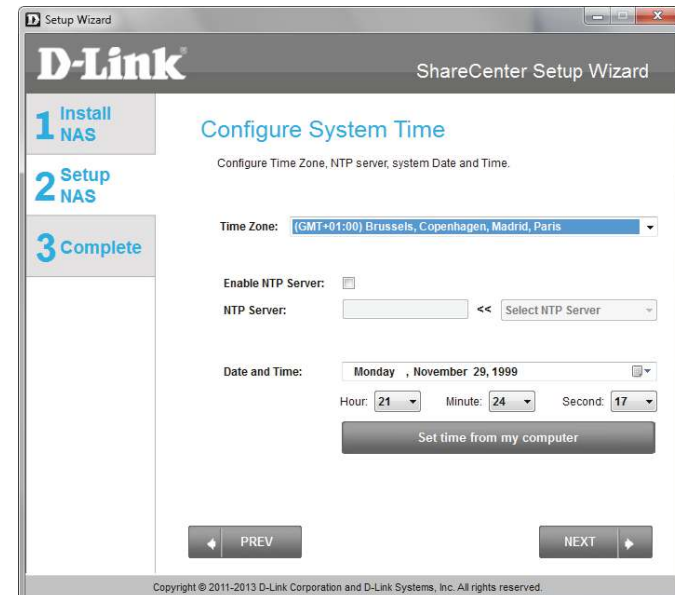 Setup Wizard
D-Link
ShareCenter Setup Wizard
1 Install NAS
2 Setup NAS
3 Complete
Configure System Time
Configure Time Zone, NTP server, system Date and Time.
Time Zone: (GMT+01:00) Brussels, Copenhagen, Madrid, Paris
Enable NTP Server:
NTP Server: << Select NTP Server
Date and Time: Monday , November 29, 1999
Hour: 21 Minute: 24 Second: 17
Set time from my computer
PREV NEXT
Copyright © 2011-2013 D-Link Corporation and D-Link Systems, Inc. All rights reserved.